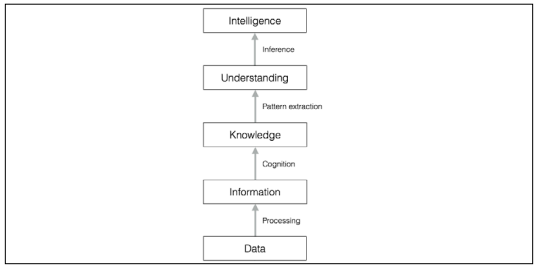 Intelligence
Inference
Understanding
Pattern extraction
Knowledge
Cognition
Information
Processing
Data